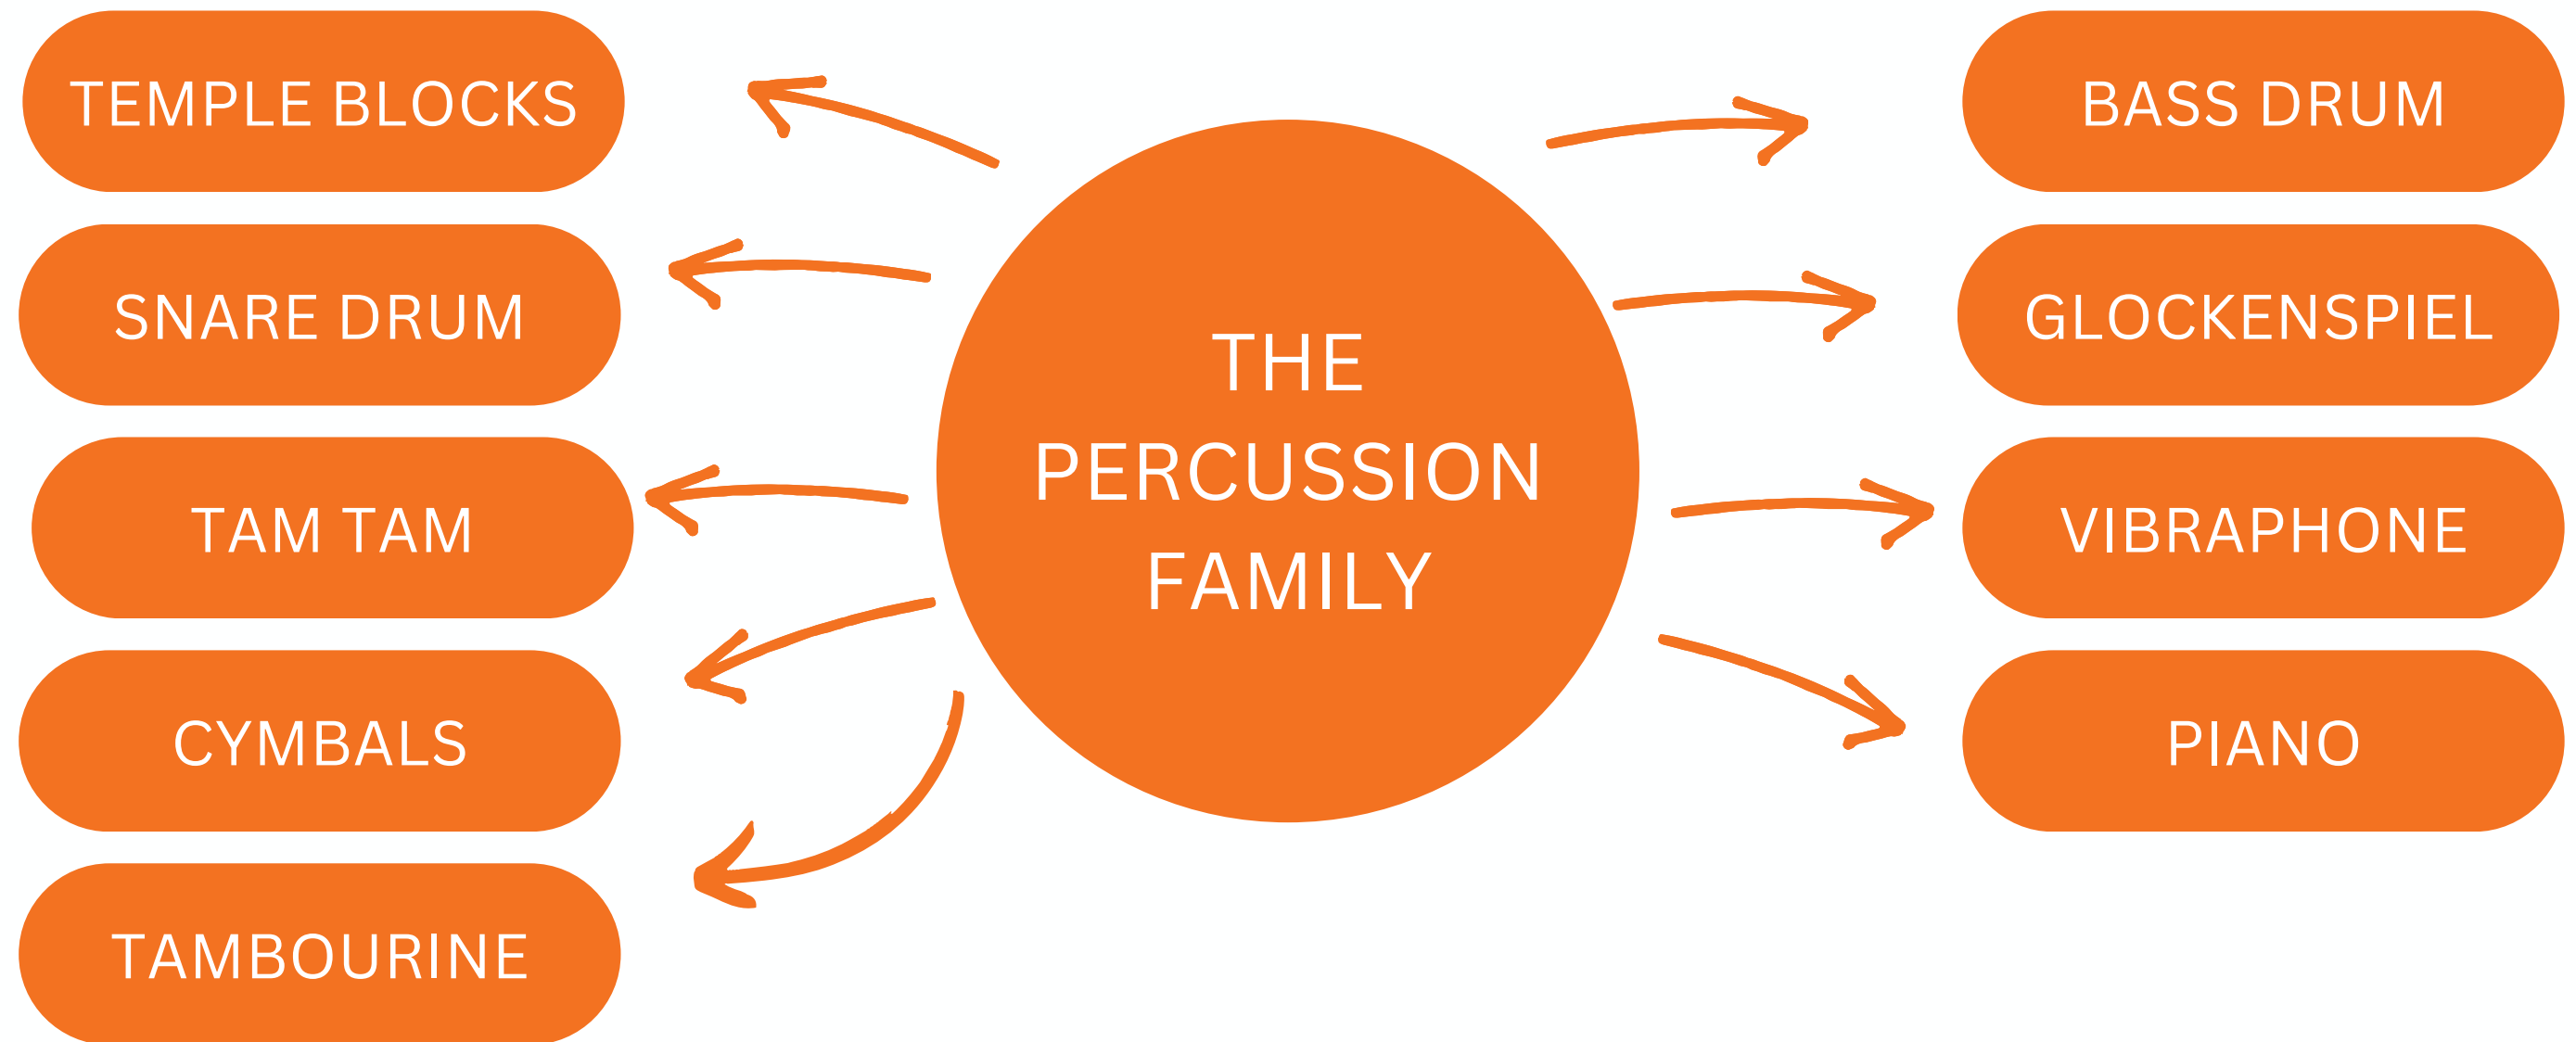 TEMPLE BLOCKS
SNARE DRUM
TAM TAM
CYMBALS
TAMBOURINE
THE
PERCUSSION
FAMILY
BASS DRUM
GLOCKENSPIEL
VIBRAPHONE
PIANO